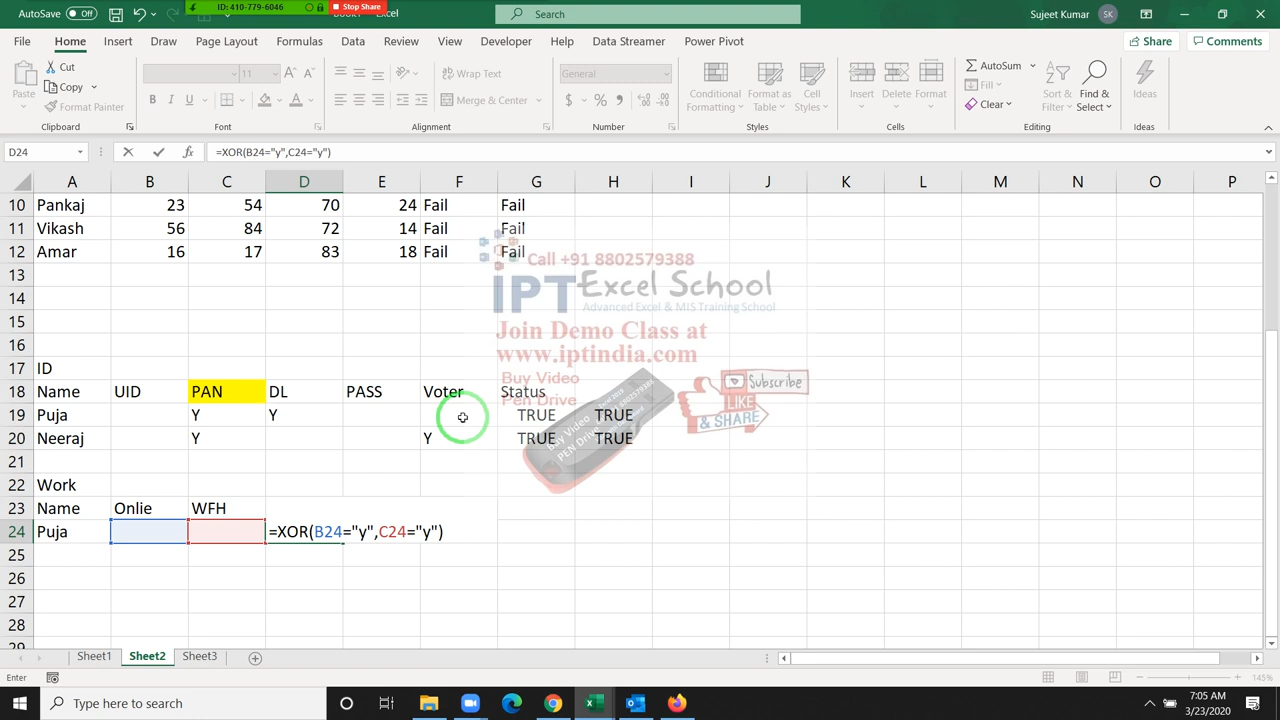 AutoSave Off
ID: 410-779-6046
Stop Share
Excel
Search
Sujeet Kumar
SK
File Home Insert Draw Page Layout Formulas Data Review View Developer Help Data Streamer Power Pivot
Share Comments
Paste
Cut
Copy
Format Painter
11
Wrap Text
Merge & Center
General
Conditional Formatting
Format as Table
Cell Styles
Insert Delete Format
AutoSum
Fill
Clear
Sort & Filter
Find & Select
Ideas
Clipboard Font Alignment Number Styles Cells Editing Ideas
D24 =XOR(B24="y",C24="y")
A B C D E F G H I J K L M N O P
10 Pankaj 23 54 70 24 Fail Fail
11 Vikash 56 84 72 14 Fail Fail
12 Amar 16 17 83 18 Fail Fail
13
14
15
16
17 ID
18 Name UID PAN DL PASS Voter Status
19 Puja Y Y TRUE TRUE
20 Neeraj Y Y TRUE TRUE
21
22 Work
23 Name Onlie WFH
24 Puja =XOR(B24="y",C24="y")
25
26
27
28
29
Call +91 8802579388
IPT Excel School
Advanced Excel & MIS Training School
Join Demo Class at
www.iptindia.com
Buy Video
Pen Drive
Buy Video
PEN Drive
Subscribe
LIKE
& SHARE
Sheet1 Sheet2 Sheet3
Enter
145%
Type here to search
7:05 AM
3/23/2020